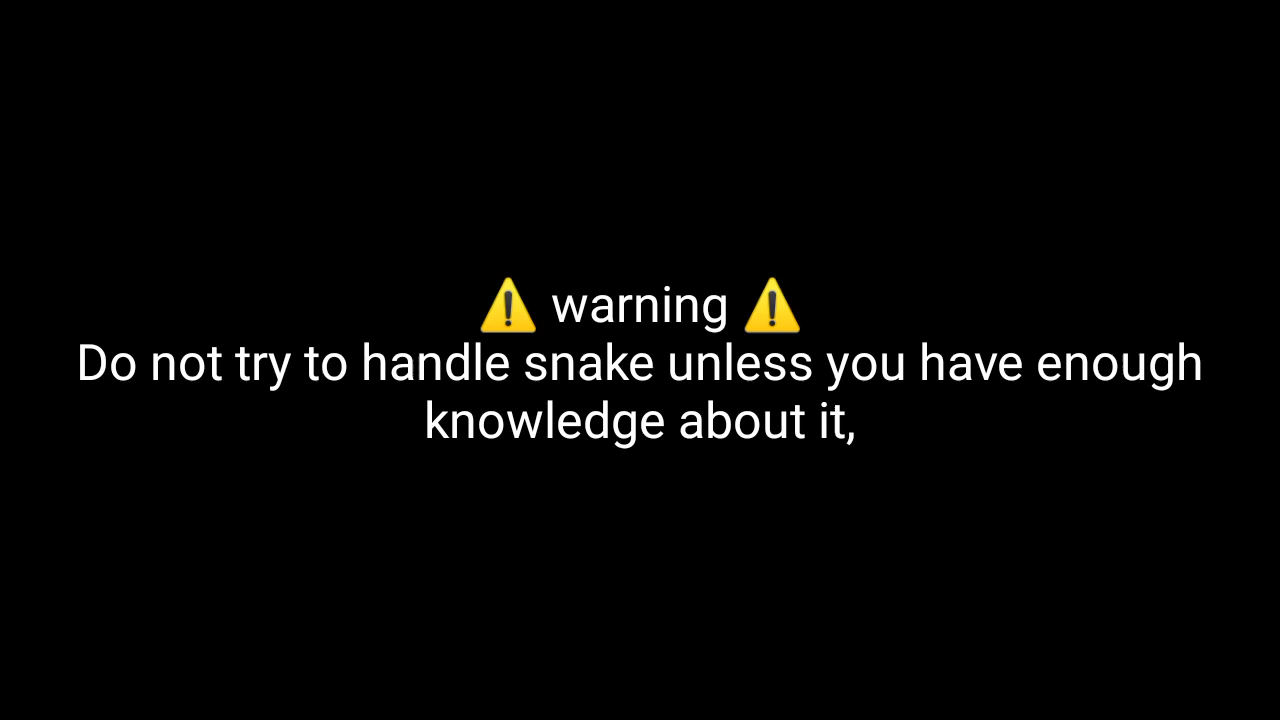 ⚠️ warning ⚠️
Do not try to handle snake unless you have enough
knowledge about it,